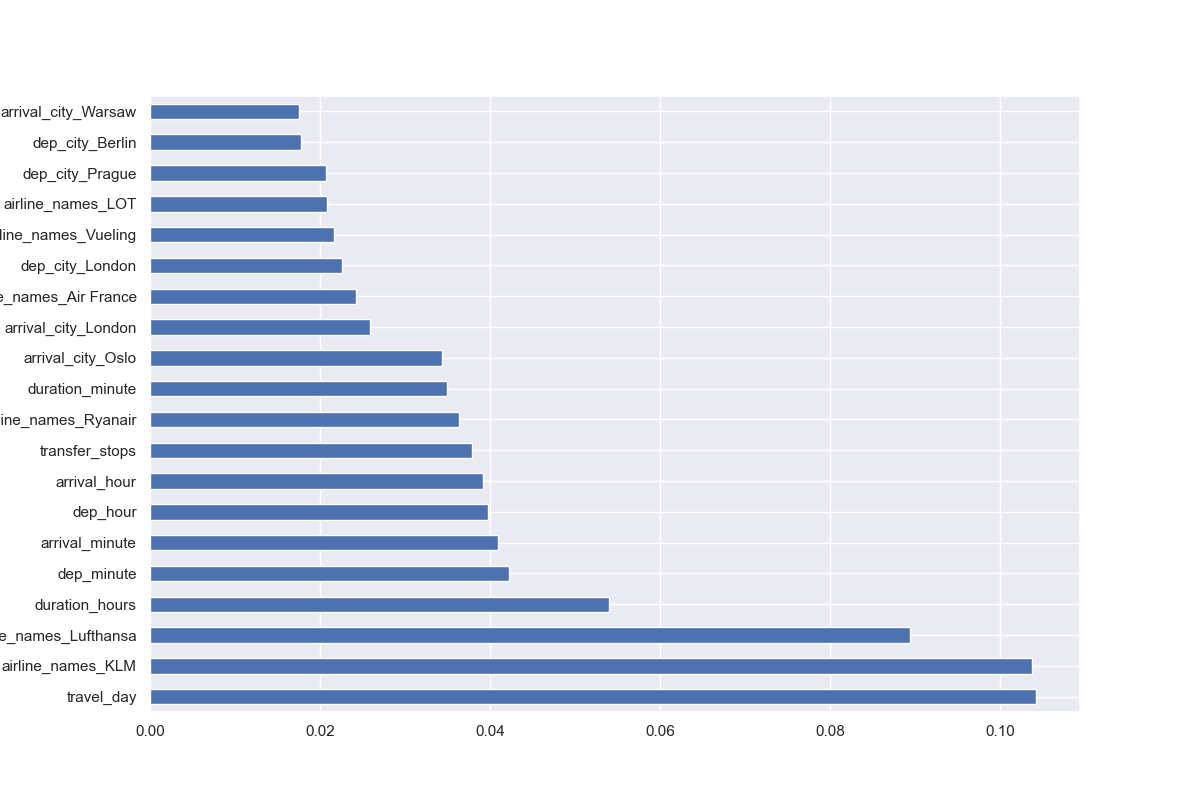 arrival_city_Warsaw
dep_city_Berlin
dep_city_Prague
airline_names_LOT
line_names_Vueling
dep_city_London
e_names_Air France
arrival_city_London
arrival_city_Oslo
duration_minute
ine_names_Ryanair
transfer_stops
arrival_hour
dep_hour
arrival_minute
dep_minute
duration_hours
e_names_Lufthansa
airline_names_KLM
travel_day
0.00 0.02 0.04 0.06 0.08 0.10